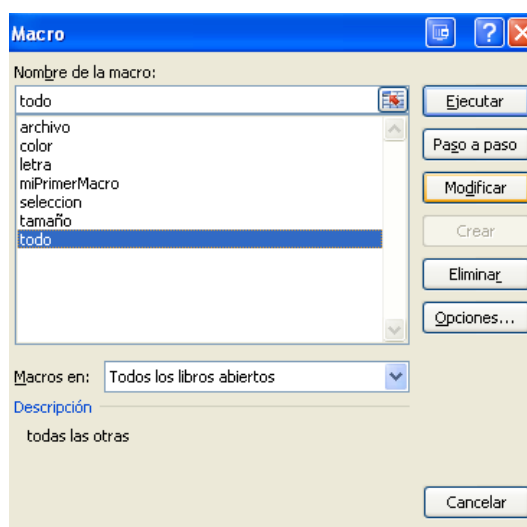 Macro
Nombre de la macro:
todo
Ejecutar
archivo
color
letra
miPrimerMacro
seleccion
tamaño
todo
Paso a paso
Modificar
Crear
Eliminar
Opciones...
Macros en: Todos los libros abiertos
Descripción
todas las otras
Cancelar